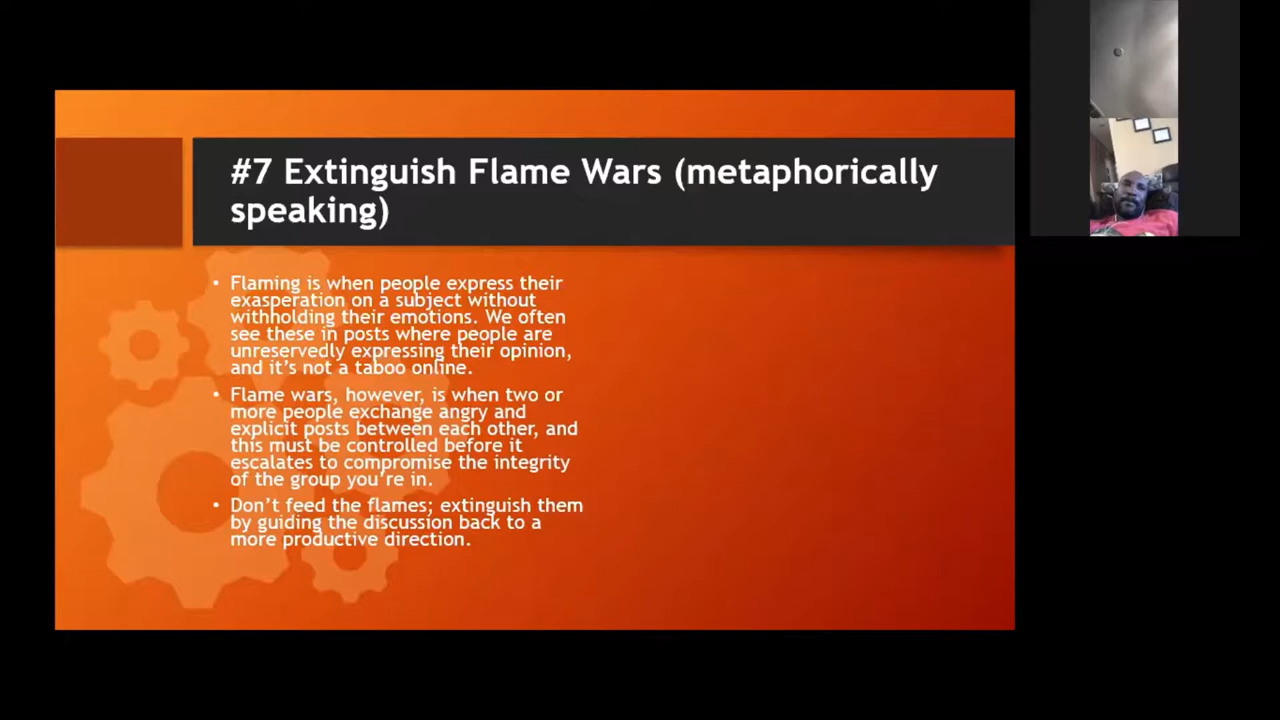 #7 Extinguish Flame Wars (metaphorically
speaking)
• Flaming is when people express their
exasperation on a subject without
withholding their emotions. We often
see these in posts where people are
unreservedly expressing their opinion,
and it’s not a taboo online.
• Flame wars, however, is when two or
more people exchange angry and
explicit posts between each other, and
this must be controlled before it
escalates to compromise the integrity
of the group you’re in.
• Don’t feed the flames; extinguish them
by guiding the discussion back to a
more productive direction.